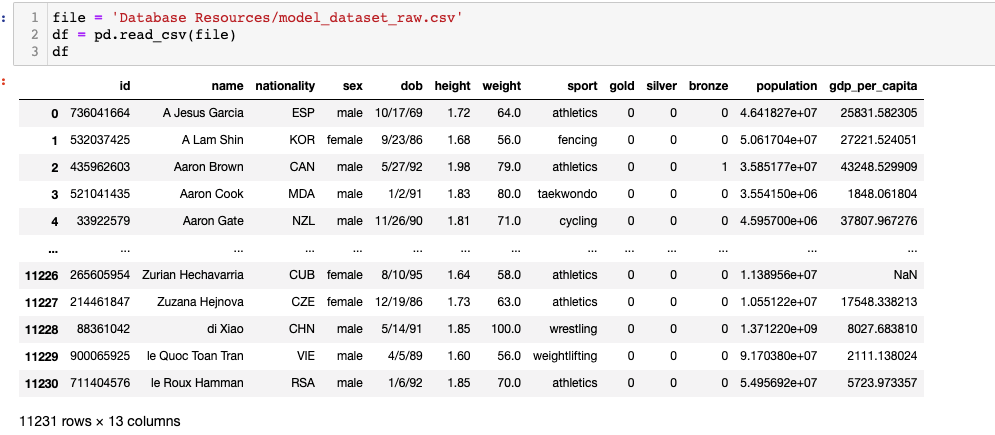 1 file = 'Database Resources/model_dataset_raw.csv'
2 df = pd.read_csv(file)
3 df
id name nationality sex dob height weight sport gold silver bronze population gdp_per_capita
0 736041664 A Jesus Garcia ESP male 10/17/69 1.72 64.0 athletics 0 0 0 4.641827e+07 25831.582305
1 532037425 A Lam Shin KOR female 9/23/86 1.68 56.0 fencing 0 0 0 5.061704e+07 27221.524051
2 435962603 Aaron Brown CAN male 5/27/92 1.98 79.0 athletics 0 0 1 3.585177e+07 43248.529909
3 521041435 Aaron Cook MDA male 1/2/91 1.83 80.0 taekwondo 0 0 0 3.554150e+06 1848.061804
4 33922579 Aaron Gate NZL male 11/26/90 1.81 71.0 cycling 0 0 0 4.595700e+06 37807.967276
... ... ... ... ... ... ... ... ... ... ... ... ... ...
11226 265605954 Zurian Hechavarria CUB female 8/10/95 1.64 58.0 athletics 0 0 0 1.138956e+07 NaN
11227 214461847 Zuzana Hejnova CZE female 12/19/86 1.73 63.0 athletics 0 0 0 1.055122e+07 17548.338213
11228 88361042 di Xiao CHN male 5/14/91 1.85 100.0 wrestling 0 0 0 1.371220e+09 8027.683810
11229 900065925 le Quoc Toan Tran VIE male 4/5/89 1.60 56.0 weightlifting 0 0 0 9.170380e+07 2111.138024
11230 711404576 le Roux Hamman RSA male 1/6/92 1.85 70.0 athletics 0 0 0 5.495692e+07 5723.973357
11231 rows × 13 columns